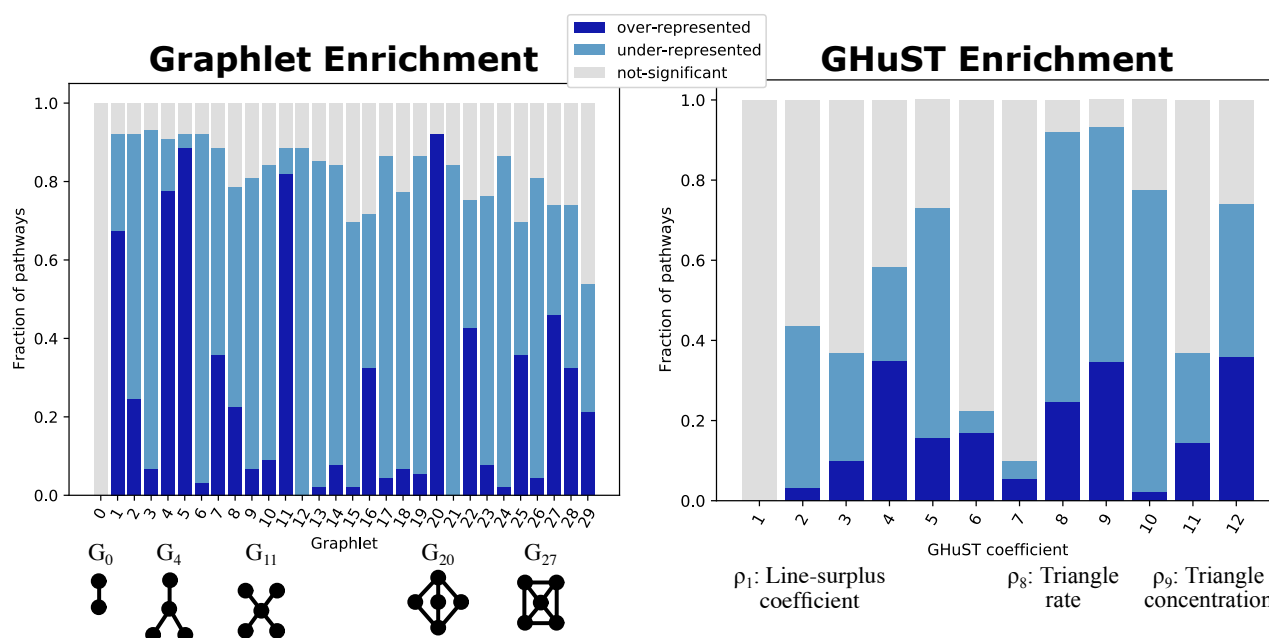 over-represented
under-represented
not-significant
Graphlet Enrichment
GHuST Enrichment
Fraction of pathways
1.0
0.8
0.6
0.4
0.2
0.0
0 1 2 3 4 5 6 7 8 9 10 11 12 13 14 15 16 17 18 19 20 21 22 23 24 25 26 27 28 29
Graphlet
G0 G4 G11 G20 G27
Fraction of pathways
1.0
0.8
0.6
0.4
0.2
0.0
1 2 3 4 5 6 7 8 9 10 11 12
GHuST coefficient
ρ1: Line-surplus
coefficient
ρ8: Triangle
rate
ρ9: Triangle
concentration